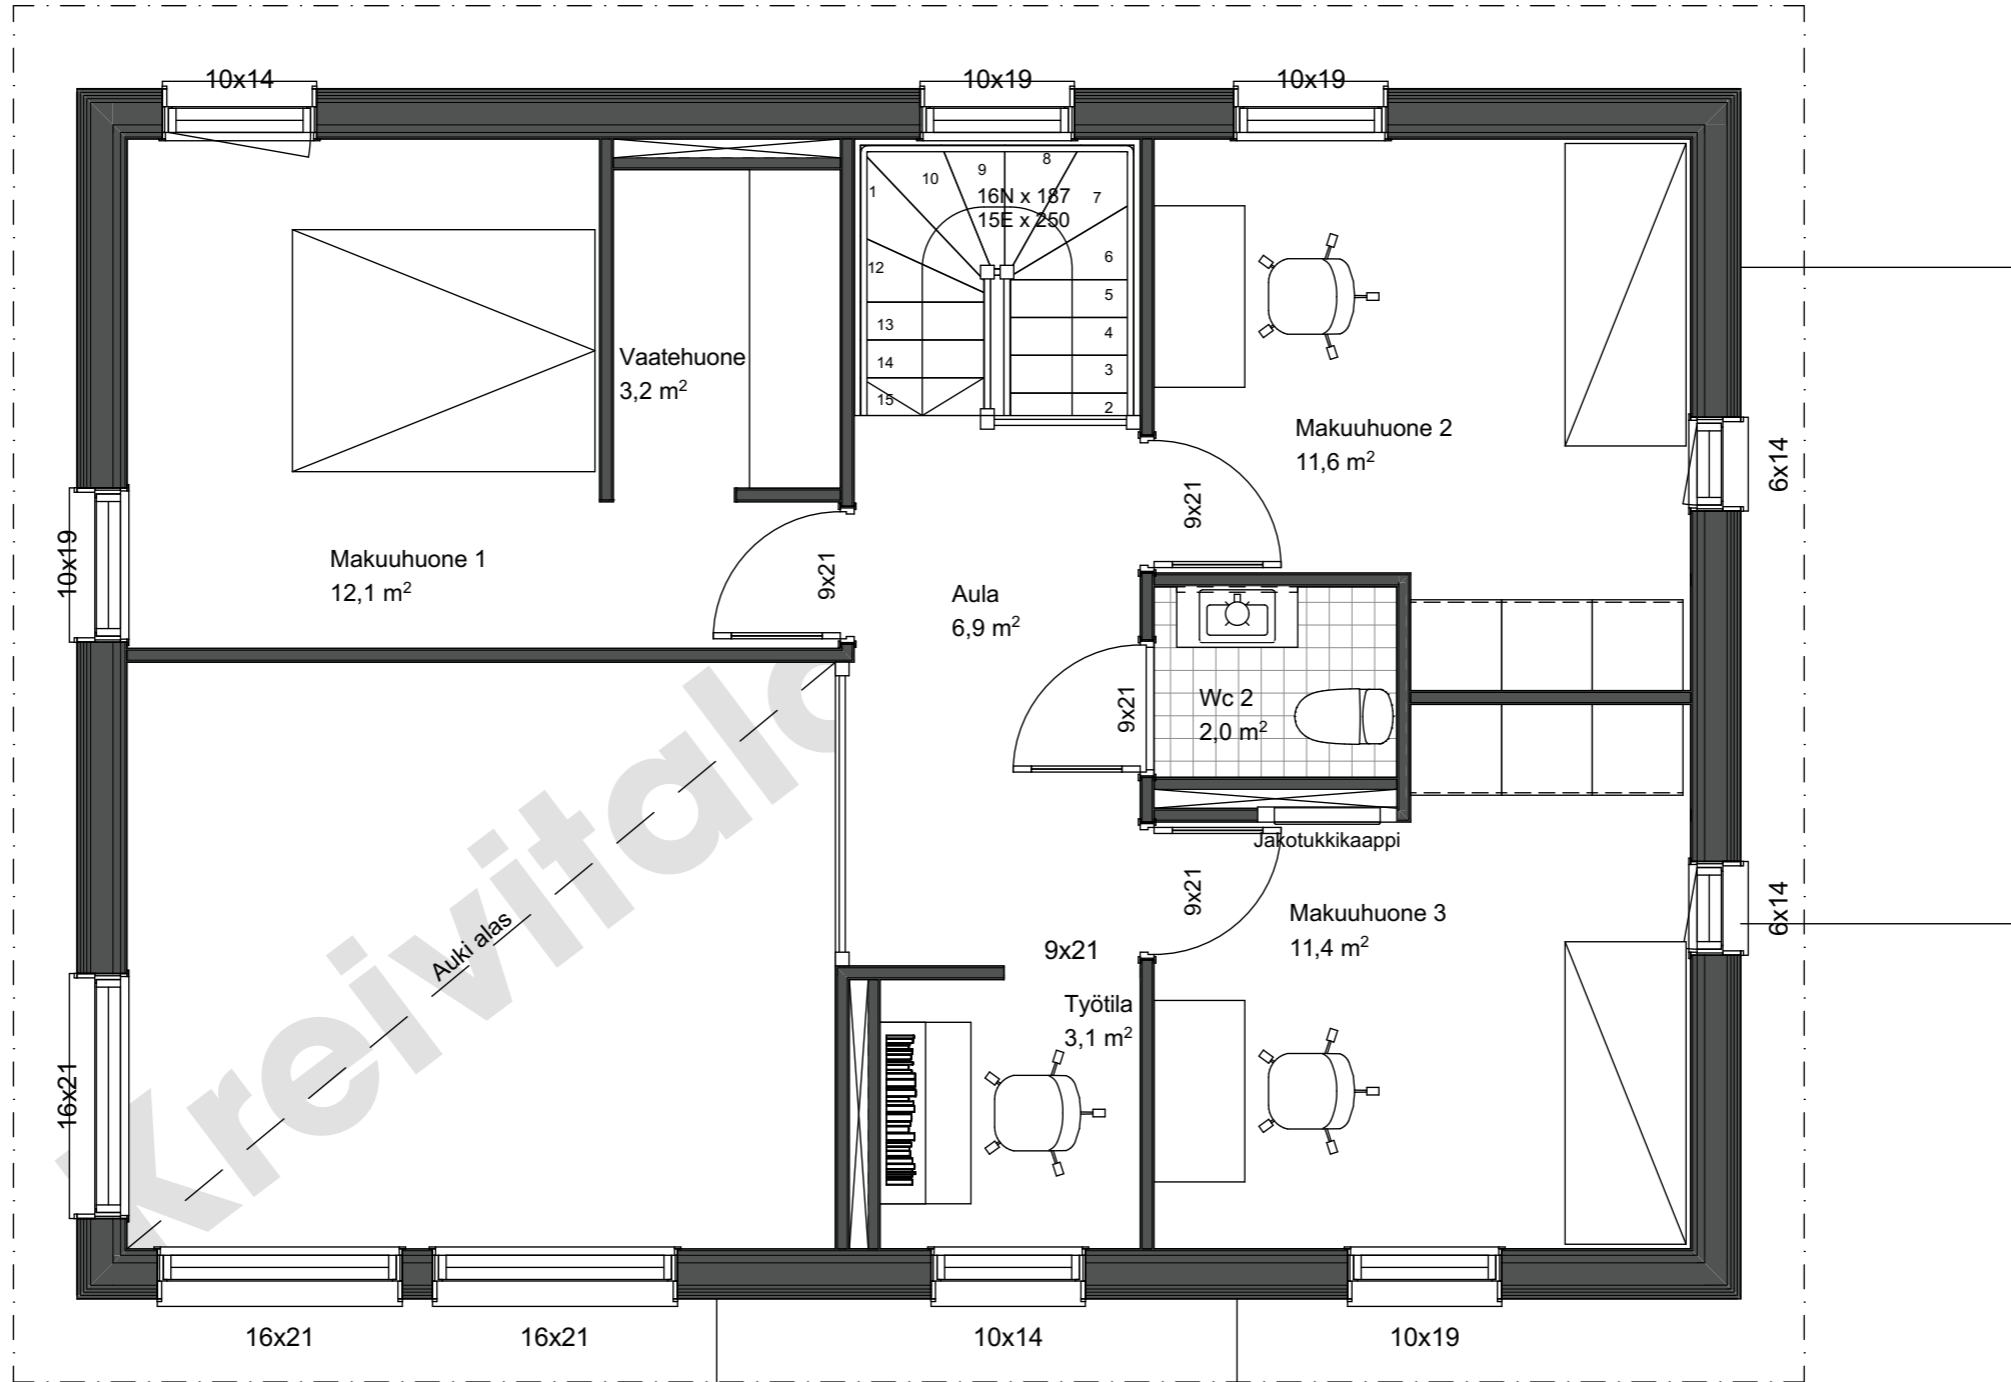 10x14
10x19
10x19
8
9
10
1
7
16N x 187
15E x 250
6
12
5
13
4
14
3
15
2
Vaatehuone
3,2 m²
Makuuhuone 2
11,6 m²
6x14
9x21
10x19
Makuuhuone 1
12,1 m²
9x21
Aula
6,9 m²
Wc 2
2,0 m²
9x21
Jakotukkikaappi
9x21
Makuuhuone 3
11,4 m²
6x14
Auki alas
Kreivitalo
9x21
Työtila
3,1 m²
16x21
16x21
16x21
10x14
10x19